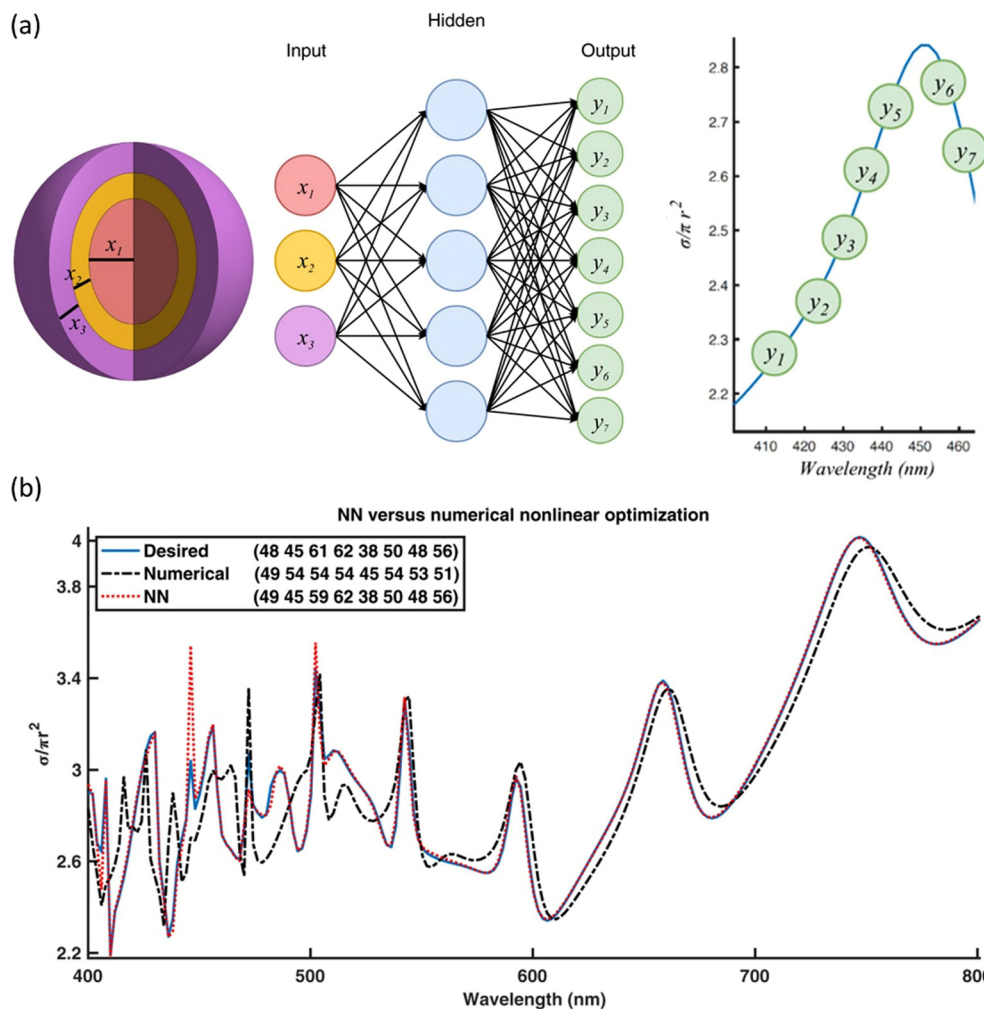 (a)
Hidden
Input
Output
x1
x2
x3
x1
x2
x3
y1
y2
y3
y4
y5
y6
y7
σ/π r²
2.8
2.7
2.6
2.5
2.4
2.3
2.2
y1
y2
y3
y4
y5
y6
y7
410 420 430 440 450 460
Wavelength (nm)
(b)
NN versus numerical nonlinear optimization
Desired (48 45 61 62 38 50 48 56)
Numerical (49 54 54 54 45 54 53 51)
NN (49 45 59 62 38 50 48 56)
σ/πr²
4
3.8
3.4
3
2.6
2.2
400 500 600 700 800
Wavelength (nm)